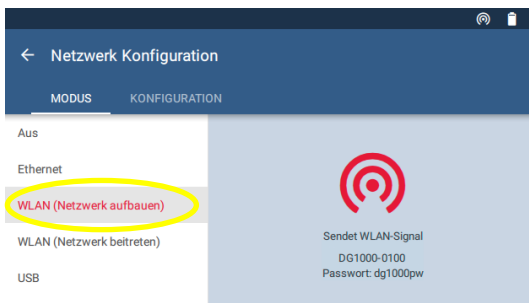 Netzwerk Konfiguration
MODUS KONFIGURATION
Aus
Ethernet
WLAN (Netzwerk aufbauen)
WLAN (Netzwerk beitreten)
USB
Sendet WLAN-Signal
DG1000-0100
Passwort: dg1000pw